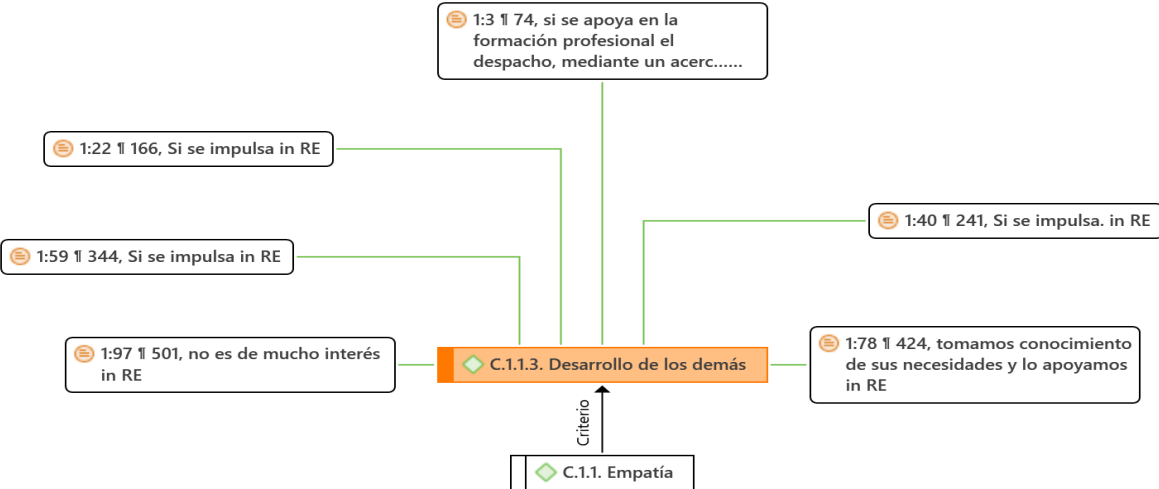 1:3 ¶ 74, si se apoya en la
formación profesional el
despacho, mediante un acerc......
1:22 ¶ 166, Si se impulsa in RE
1:40 ¶ 241, Si se impulsa. in RE
1:59 ¶ 344, Si se impulsa in RE
1:97 ¶ 501, no es de mucho interés
in RE
C.1.1.3. Desarrollo de los demás
1:78 ¶ 424, tomamos conocimiento
de sus necesidades y lo apoyamos
in RE
Criterio
C.1.1. Empatía